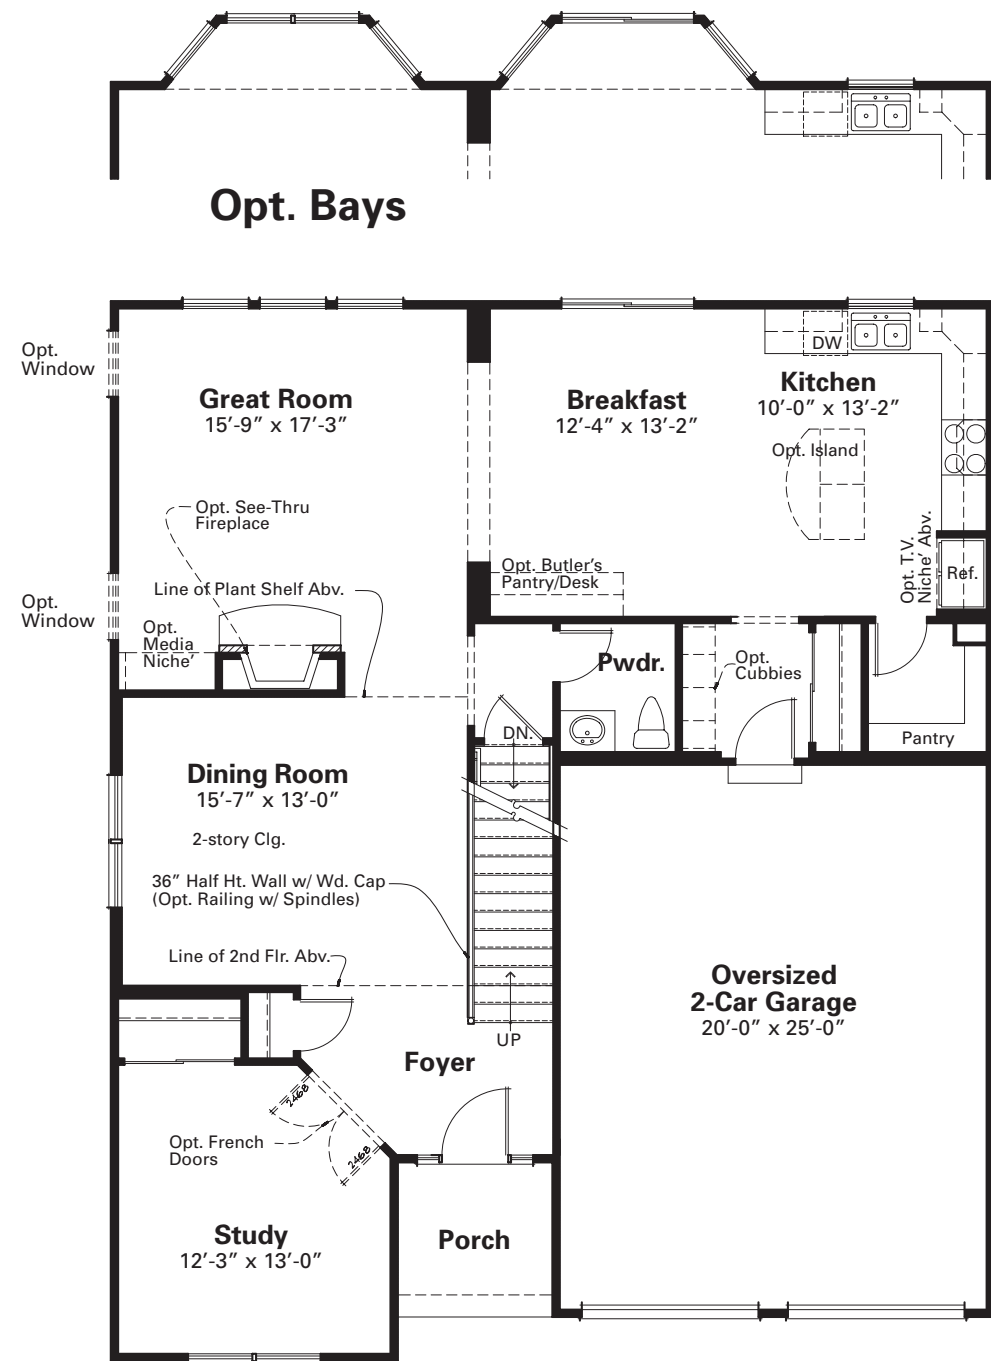 Opt. Bays
Opt.
Window
Great Room
15’-9” x 17’-3”
Breakfast
12’-4” x 13’-2”
DW
Kitchen
10’-0” x 13’-2”
Opt. Island
Opt. See-Thru
Fireplace
Opt. T.V.
Niche’ Abv.
Ref.
Opt. Butler’s
Pantry/Desk
Line of Plant Shelf Abv.
Opt.
Window
Opt.
Media
Niche’
Pwdr.
Opt.
Cubbies
Pantry
DN.
Dining Room
15’-7” x 13’-0”
2-story Clg.
36” Half Ht. Wall w/ Wd. Cap
(Opt. Railing w/ Spindles)
Line of 2nd Flr. Abv.
Oversized
2-Car Garage
20’-0” x 25’-0”
UP
Foyer
2468
Opt. French
Doors
2468
Study
12’-3” x 13’-0”
Porch